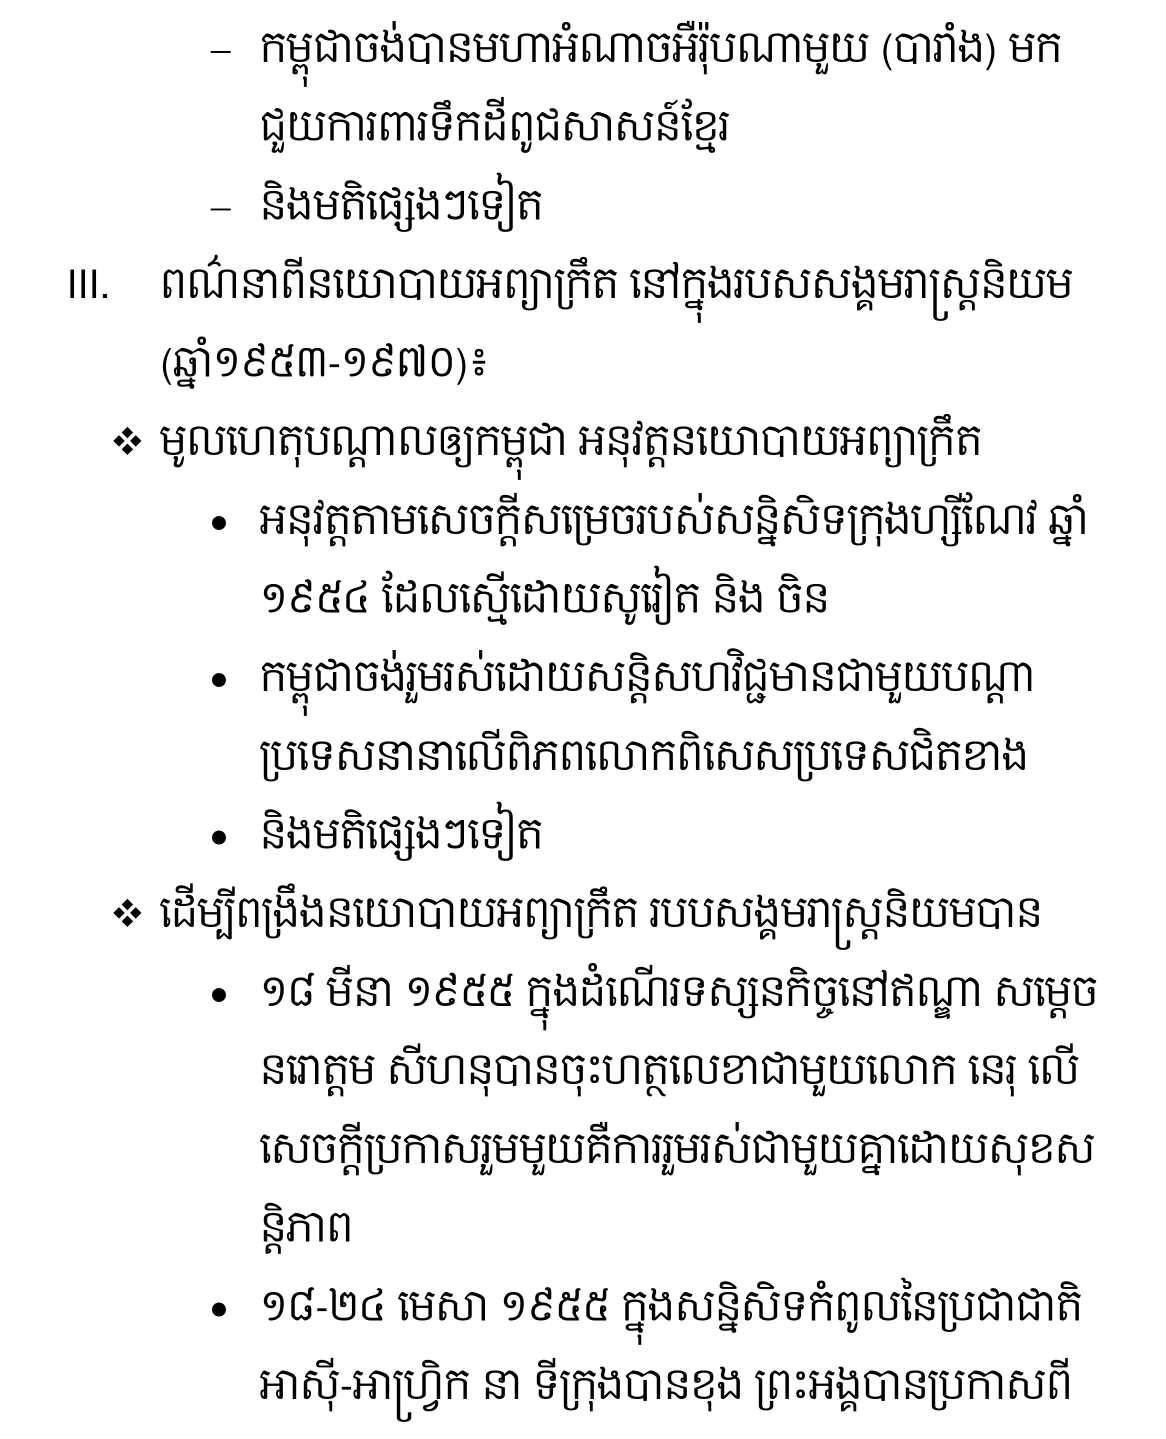 – កម្ពុជាចង់បានមហាអំណាចអឺរ៉ុបណាមួយ (បារាំង) មក
ជួយការពារទឹកដីពូជសាសន៍ខ្មែរ
– និងមតិផ្សេងៗទៀត
III. ពណ៌នាពីនយោបាយអព្យាក្រឹត នៅក្នុងរបសសង្គមរាស្ត្រនិយម
(ឆ្នាំ១៩៥៣-១៩៧០)៖
❖ មូលហេតុបណ្តាលឲ្យកម្ពុជា អនុវត្តនយោបាយអព្យាក្រឹត
• អនុវត្តតាមសេចក្តីសម្រេចរបស់សន្និសិទក្រុងហ្សឺណែវ ឆ្នាំ
១៩៥៤ ដែលស្មើដោយសូវៀត និង ចិន
• កម្ពុជាចង់រួមរស់ដោយសន្តិសហវិជ្ជមានជាមួយបណ្តា
ប្រទេសនានាលើពិភពលោកពិសេសប្រទេសជិតខាង
• និងមតិផ្សេងៗទៀត
❖ ដើម្បីពង្រឹងនយោបាយអព្យាក្រឹត របបសង្គមរាស្ត្រនិយមបាន
• ១៨ មីនា ១៩៥៥ ក្នុងដំណើរទស្សនកិច្ចនៅឥណ្ឌា សម្តេច
នរោត្តម សីហនុបានចុះហត្ថលេខាជាមួយលោក នេរុ លើ
សេចក្តីប្រកាសរួមមួយគឺការរួមរស់ជាមួយគ្នាដោយសុខស
ន្តិភាព
• ១៨-២៤ មេសា ១៩៥៥ ក្នុងសន្និសិទកំពូលនៃប្រជាជាតិ
អាស៊ី-អាហ្វ្រិក នា ទីក្រុងបានខុង ព្រះអង្គបានប្រកាសពី